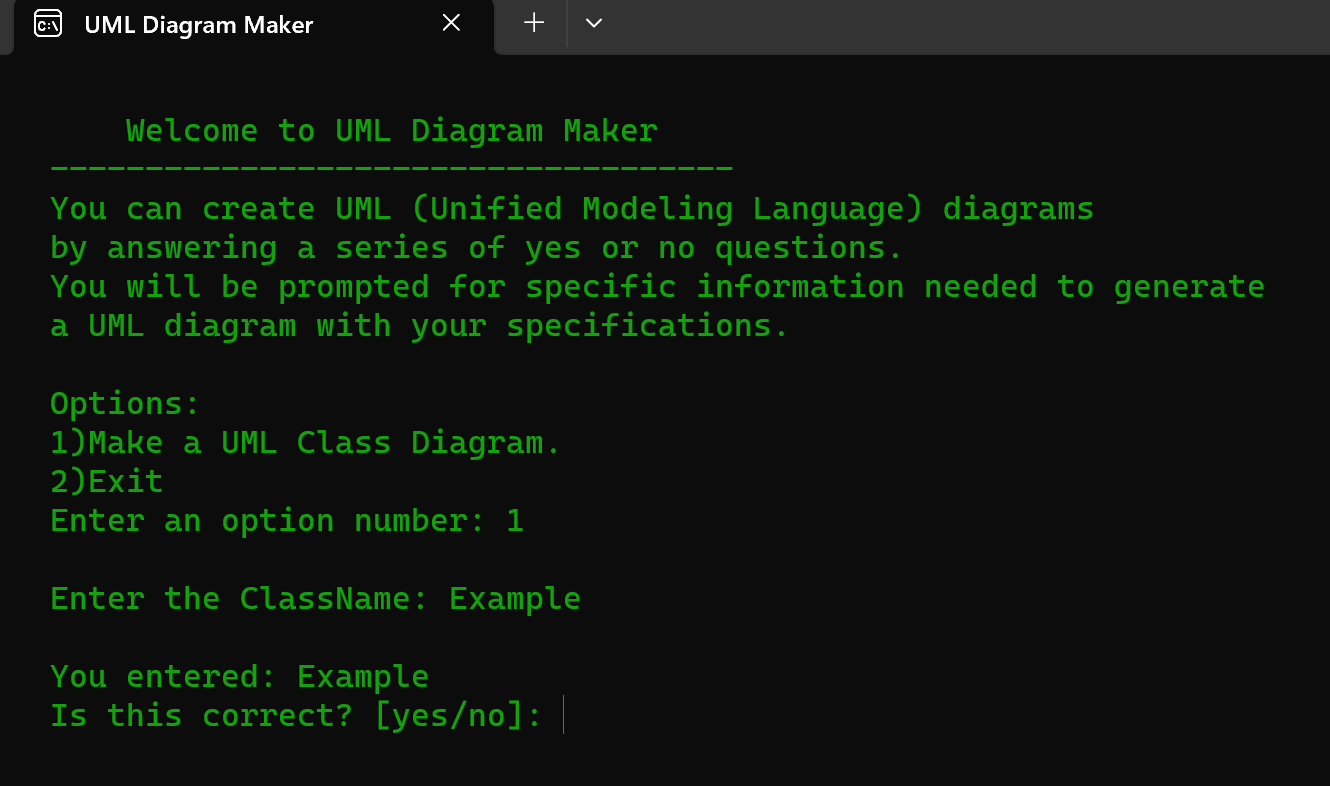 UML Diagram Maker
Welcome to UML Diagram Maker
------------------------------------
You can create UML (Unified Modeling Language) diagrams
by answering a series of yes or no questions.
You will be prompted for specific information needed to generate
a UML diagram with your specifications.
Options:
1)Make a UML Class Diagram.
2)Exit
Enter an option number: 1
Enter the ClassName: Example
You entered: Example
Is this correct? [yes/no]: